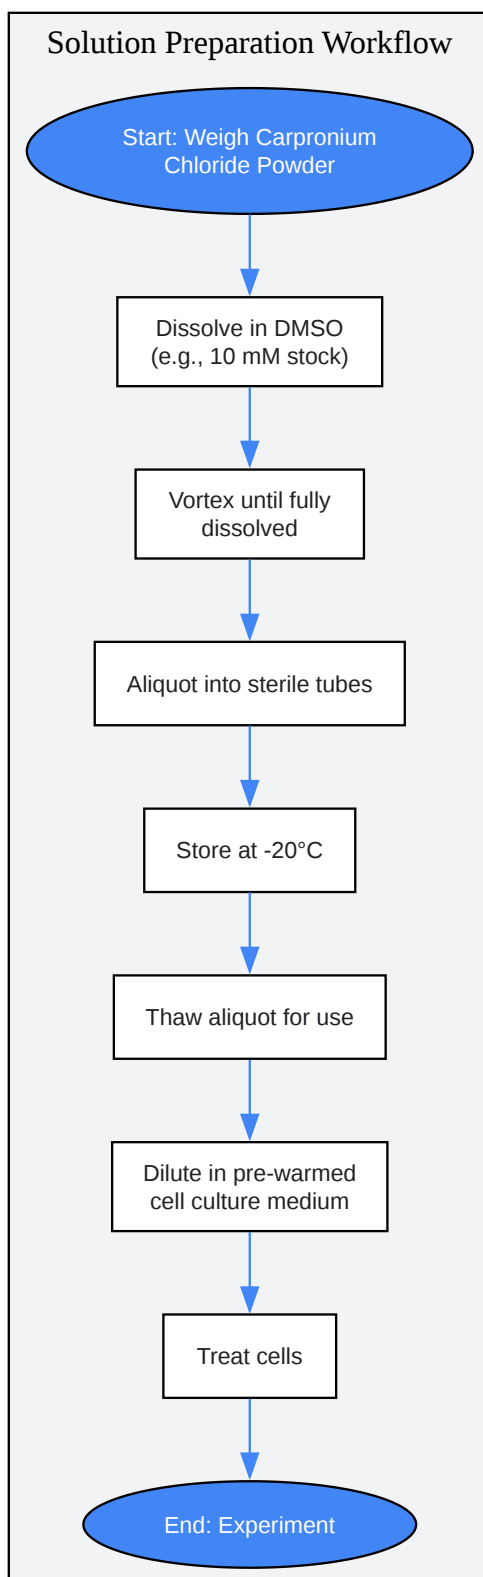 Solution Preparation Workflow
Start: Weigh Carpronium
Chloride Powder
Dissolve in DMSO
(e.g., 10 mM stock)
Vortex until fully
dissolved
Aliquot into sterile tubes
Store at -20°C
Thaw aliquot for use
Dilute in pre-warmed
cell culture medium
Treat cells
End: Experiment